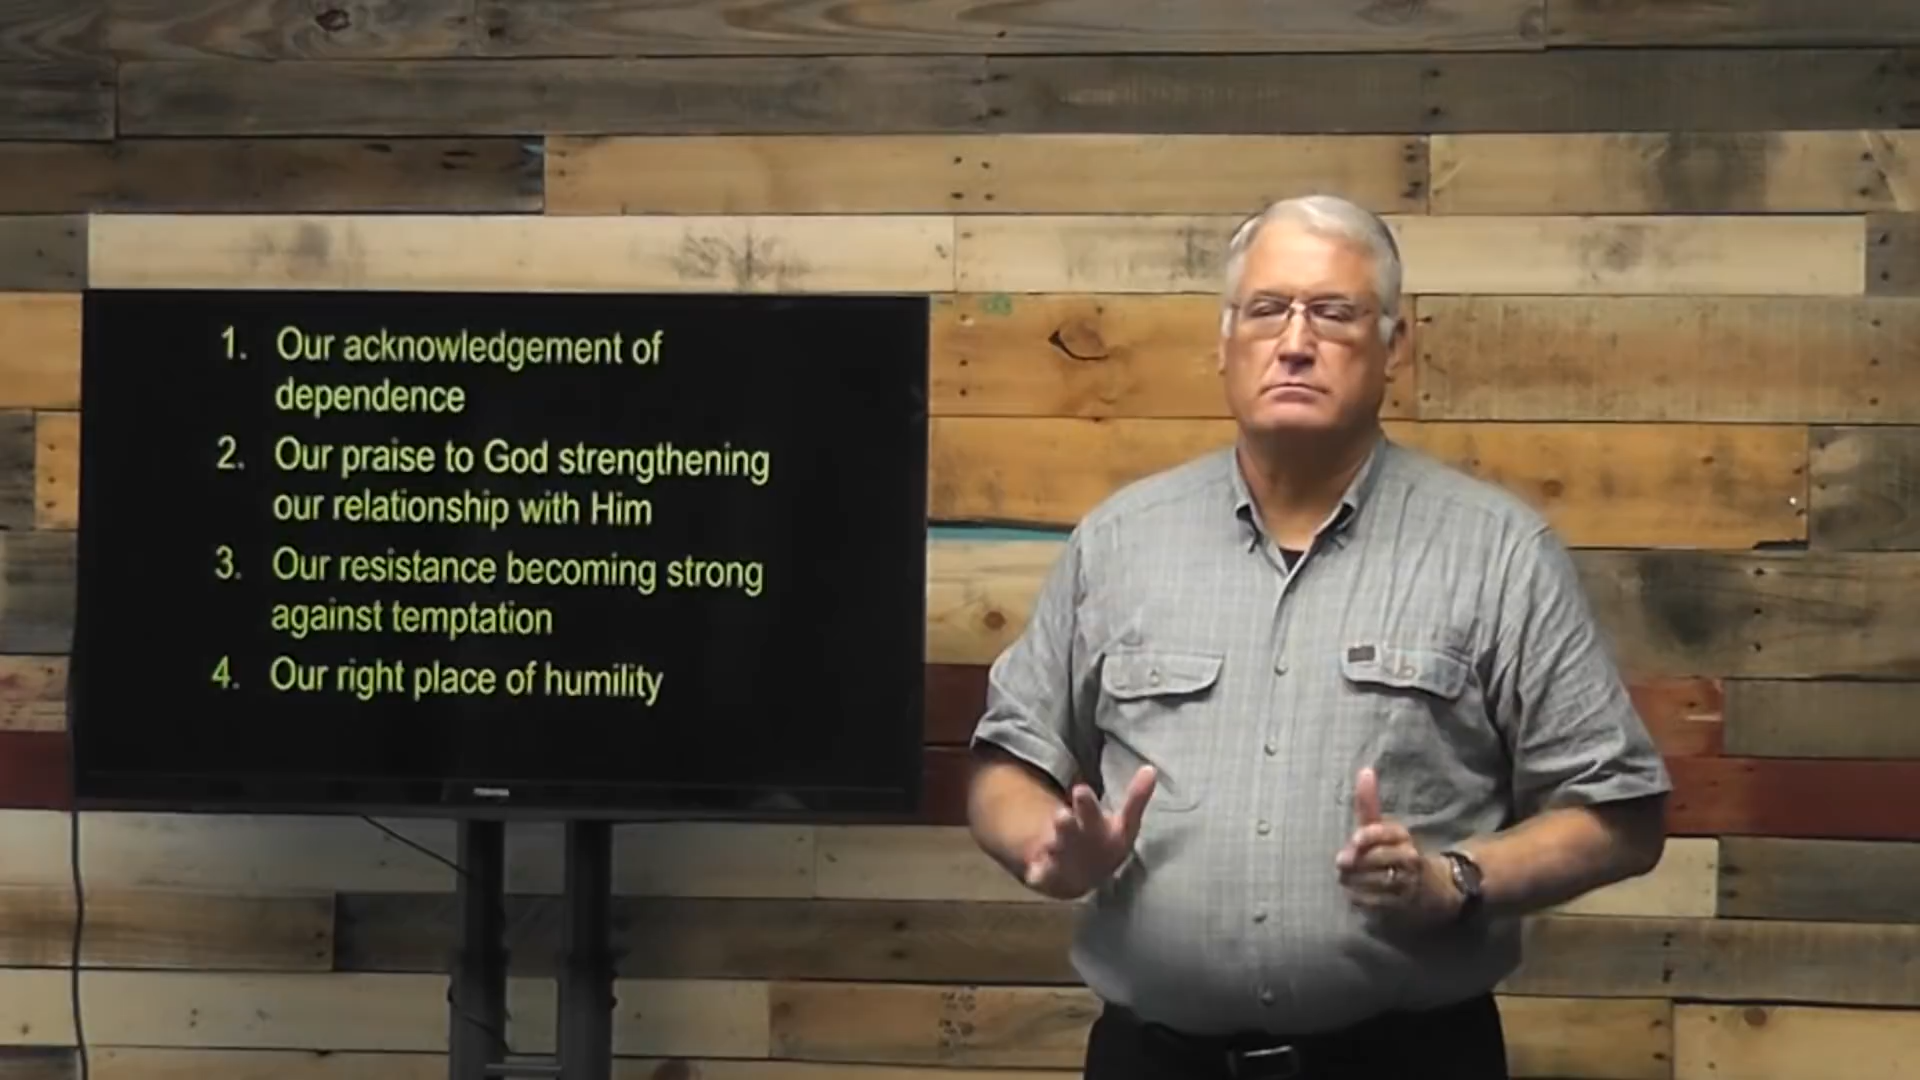 1. Our acknowledgement of
dependence
2. Our praise to God strengthening
our relationship with Him
3. Our resistance becoming strong
against temptation
4. Our right place of humility
TOSHIBA